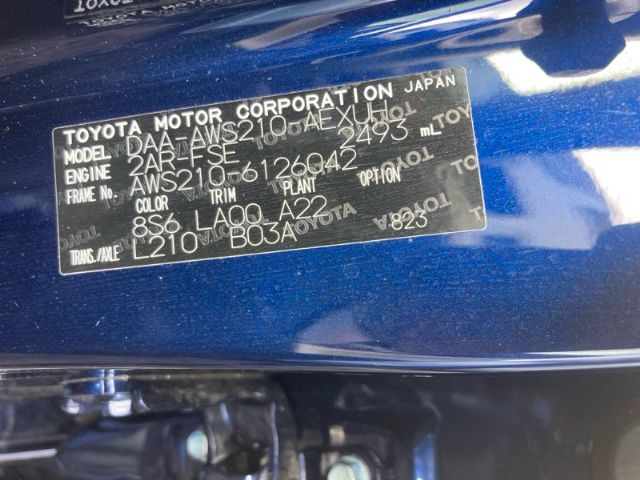 TOYOTA MOTOR CORPORATION JAPAN
MODEL DAA-AWS210-AEXUH
ENGINE 2AR-FSE 2493 mL
FRAME No. AWS210-6126042
COLOR TRIM PLANT OPTION
8S6 LA00 A22
TRANS./AXLE L210 B03A 823